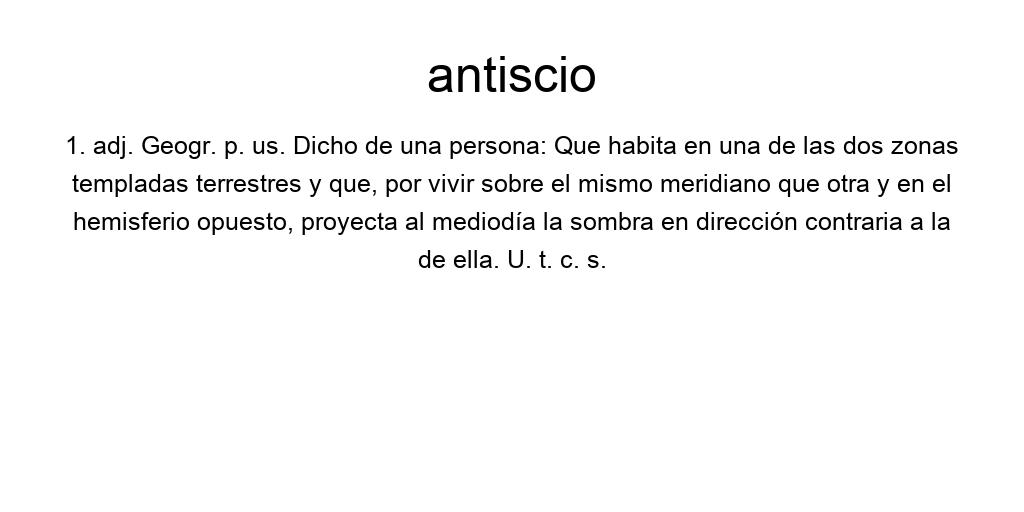 antiscio
1. adj. Geogr. p. us. Dicho de una persona: Que habita en una de las dos zonas
templadas terrestres y que, por vivir sobre el mismo meridiano que otra y en el
hemisferio opuesto, proyecta al mediodía la sombra en dirección contraria a la
de ella. U. t. c. s.